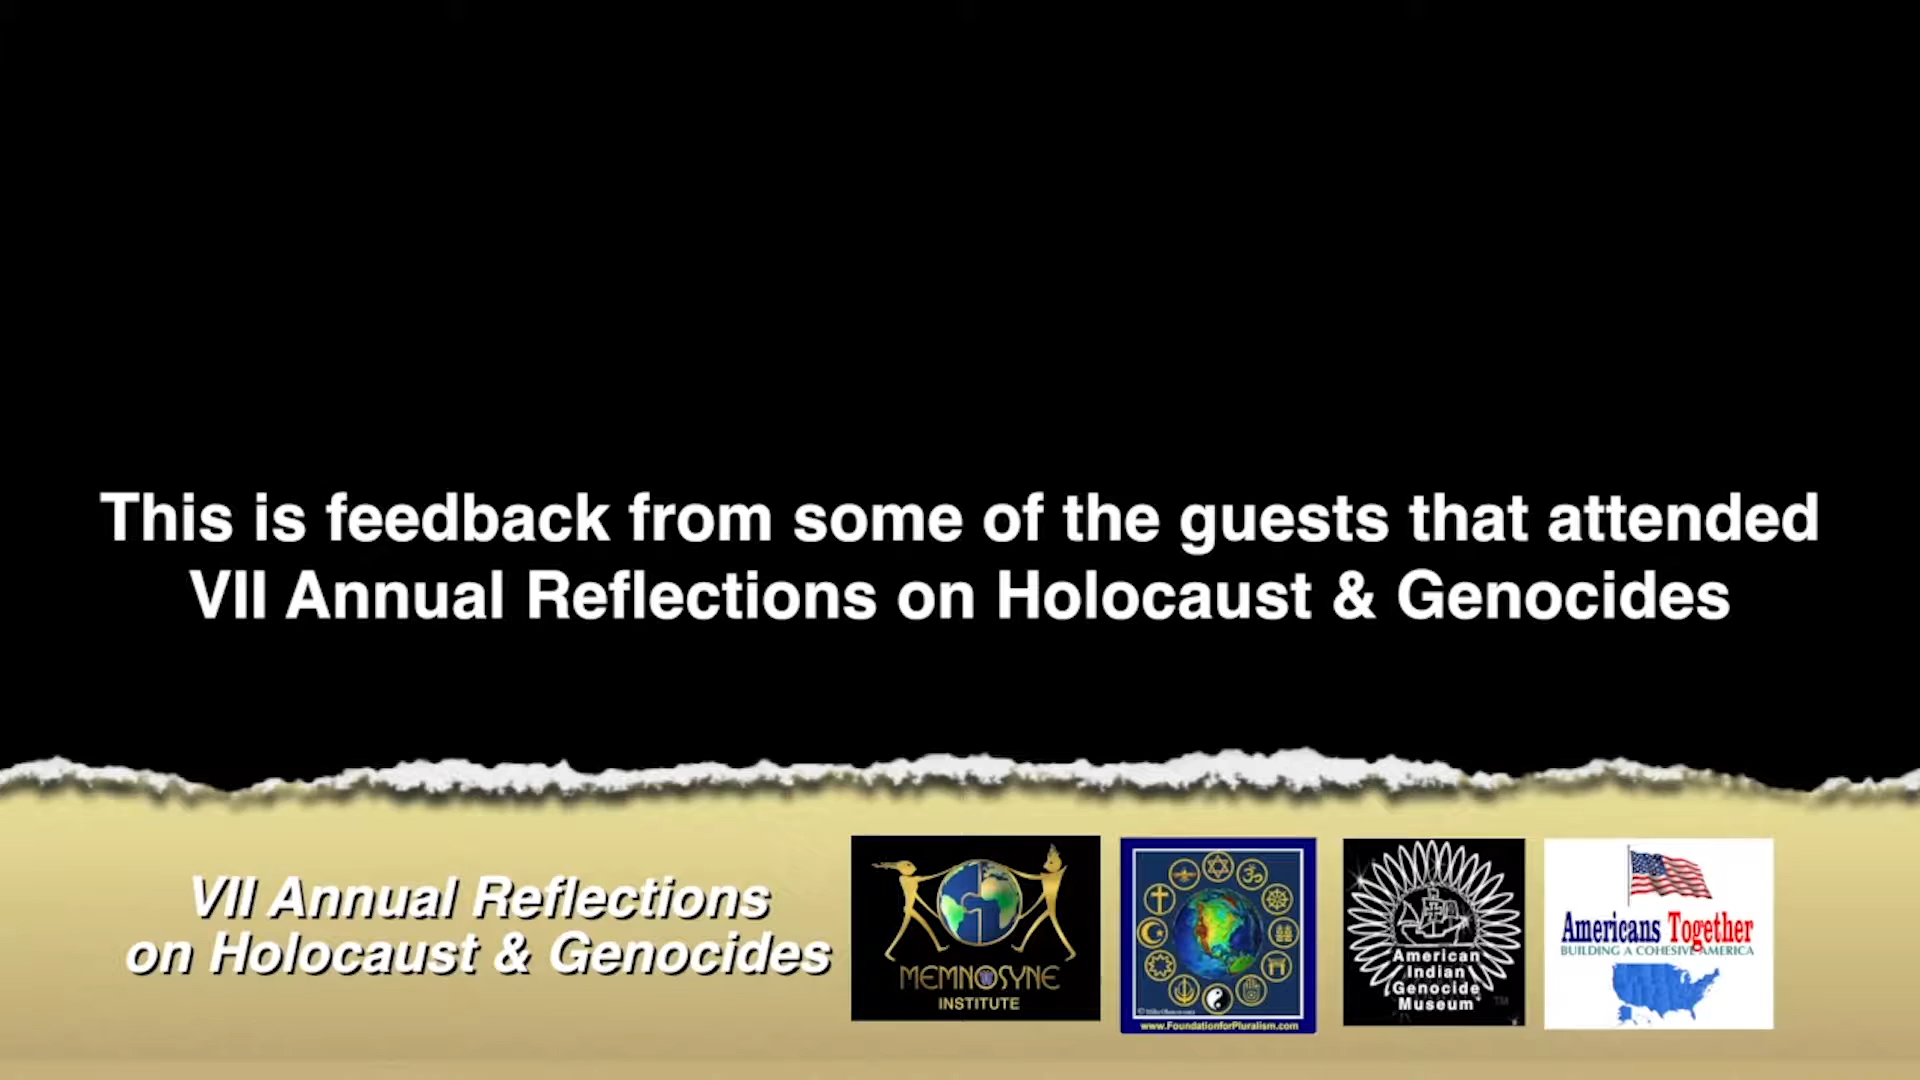 This is feedback from some of the guests that attended
VII Annual Reflections on Holocaust & Genocides
VII Annual Reflections
on Holocaust & Genocides
MEMNOSYNE
INSTITUTE
www.FoundationforPluralism.com
American
Indian
Genocide
Museum
TM
Americans Together
BUILDING A COHESIVE AMERICA